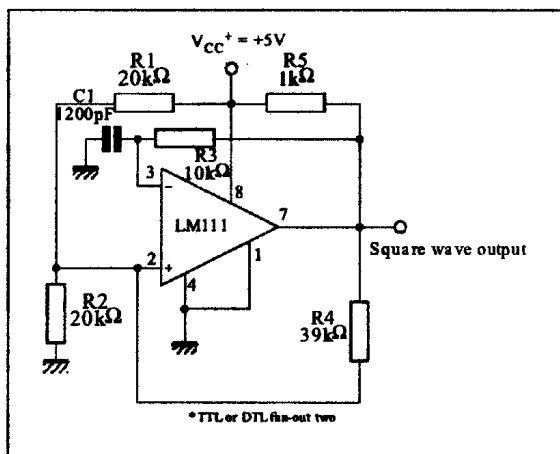 V_CC^+ = +5V
R1
20kΩ
R5
1kΩ
C1
1200pF
R3
10kΩ
3
-
8
LM111
7
2
+
1
4
Square wave output
R2
20kΩ
R4
39kΩ
*TTL or DTL fan-out two